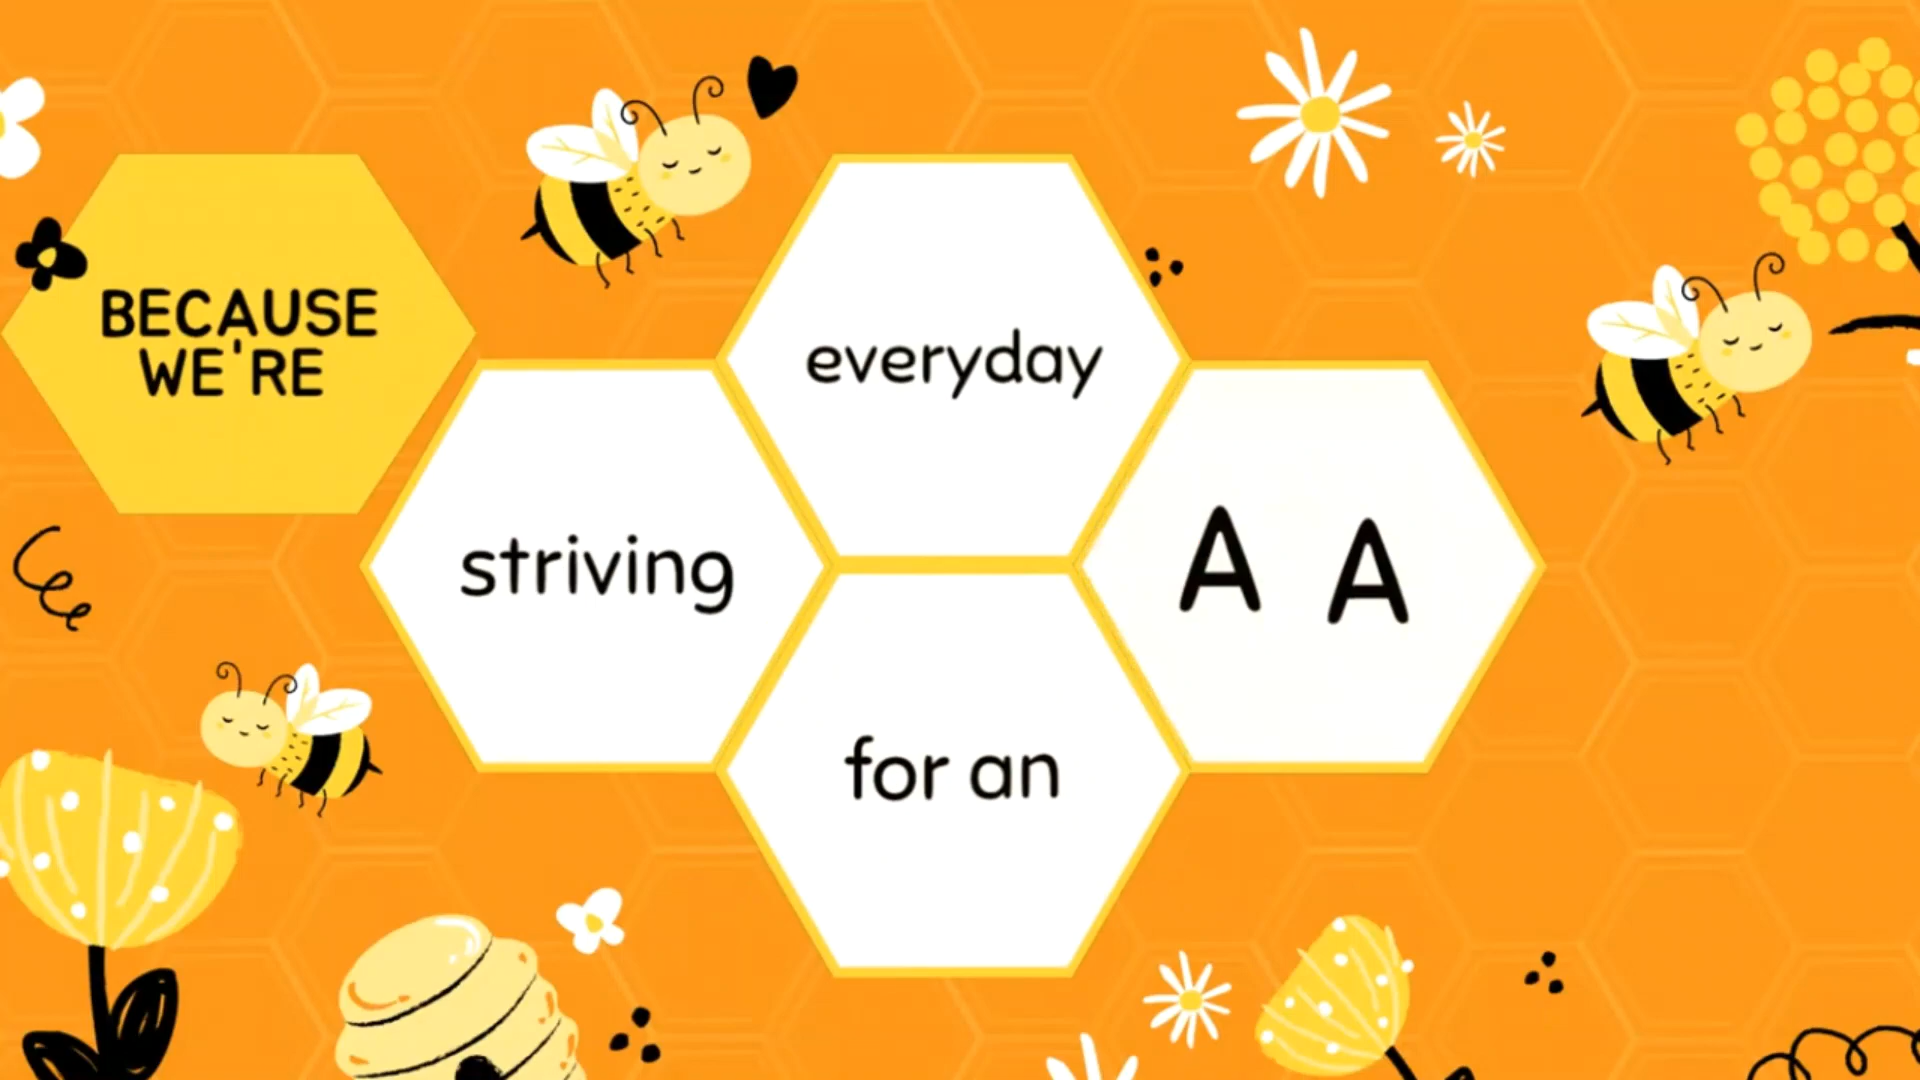 BECAUSE
WE'RE
striving
everyday
for an
A A